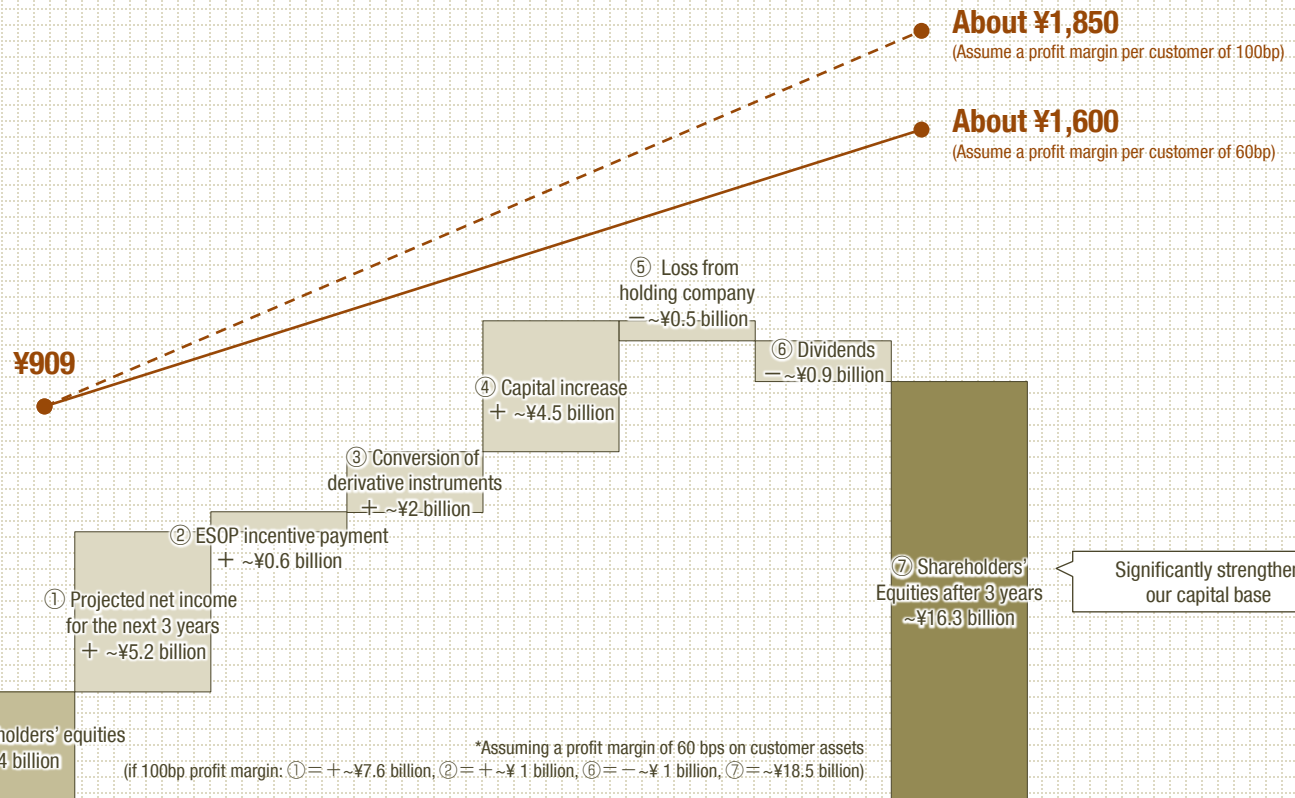 About ¥1,850
(Assume a profit margin per customer of 100bp)
About ¥1,600
(Assume a profit margin per customer of 60bp)
¥909
⑤ Loss from
holding company
－~¥0.5 billion
⑥ Dividends
－~¥0.9 billion
④ Capital increase
＋ ~¥4.5 billion
③ Conversion of
derivative instruments
＋ ~¥2 billion
② ESOP incentive payment
＋ ~¥0.6 billion
① Projected net income
for the next 3 years
＋ ~¥5.2 billion
⑦ Shareholders'
Equities after 3 years
~¥16.3 billion
Significantly strengthen
our capital base
holders' equities
4 billion
*Assuming a profit margin of 60 bps on customer assets
(if 100bp profit margin: ①＝＋~¥7.6 billion, ②＝＋~¥ 1 billion, ⑥＝－~¥ 1 billion, ⑦＝~¥18.5 billion)